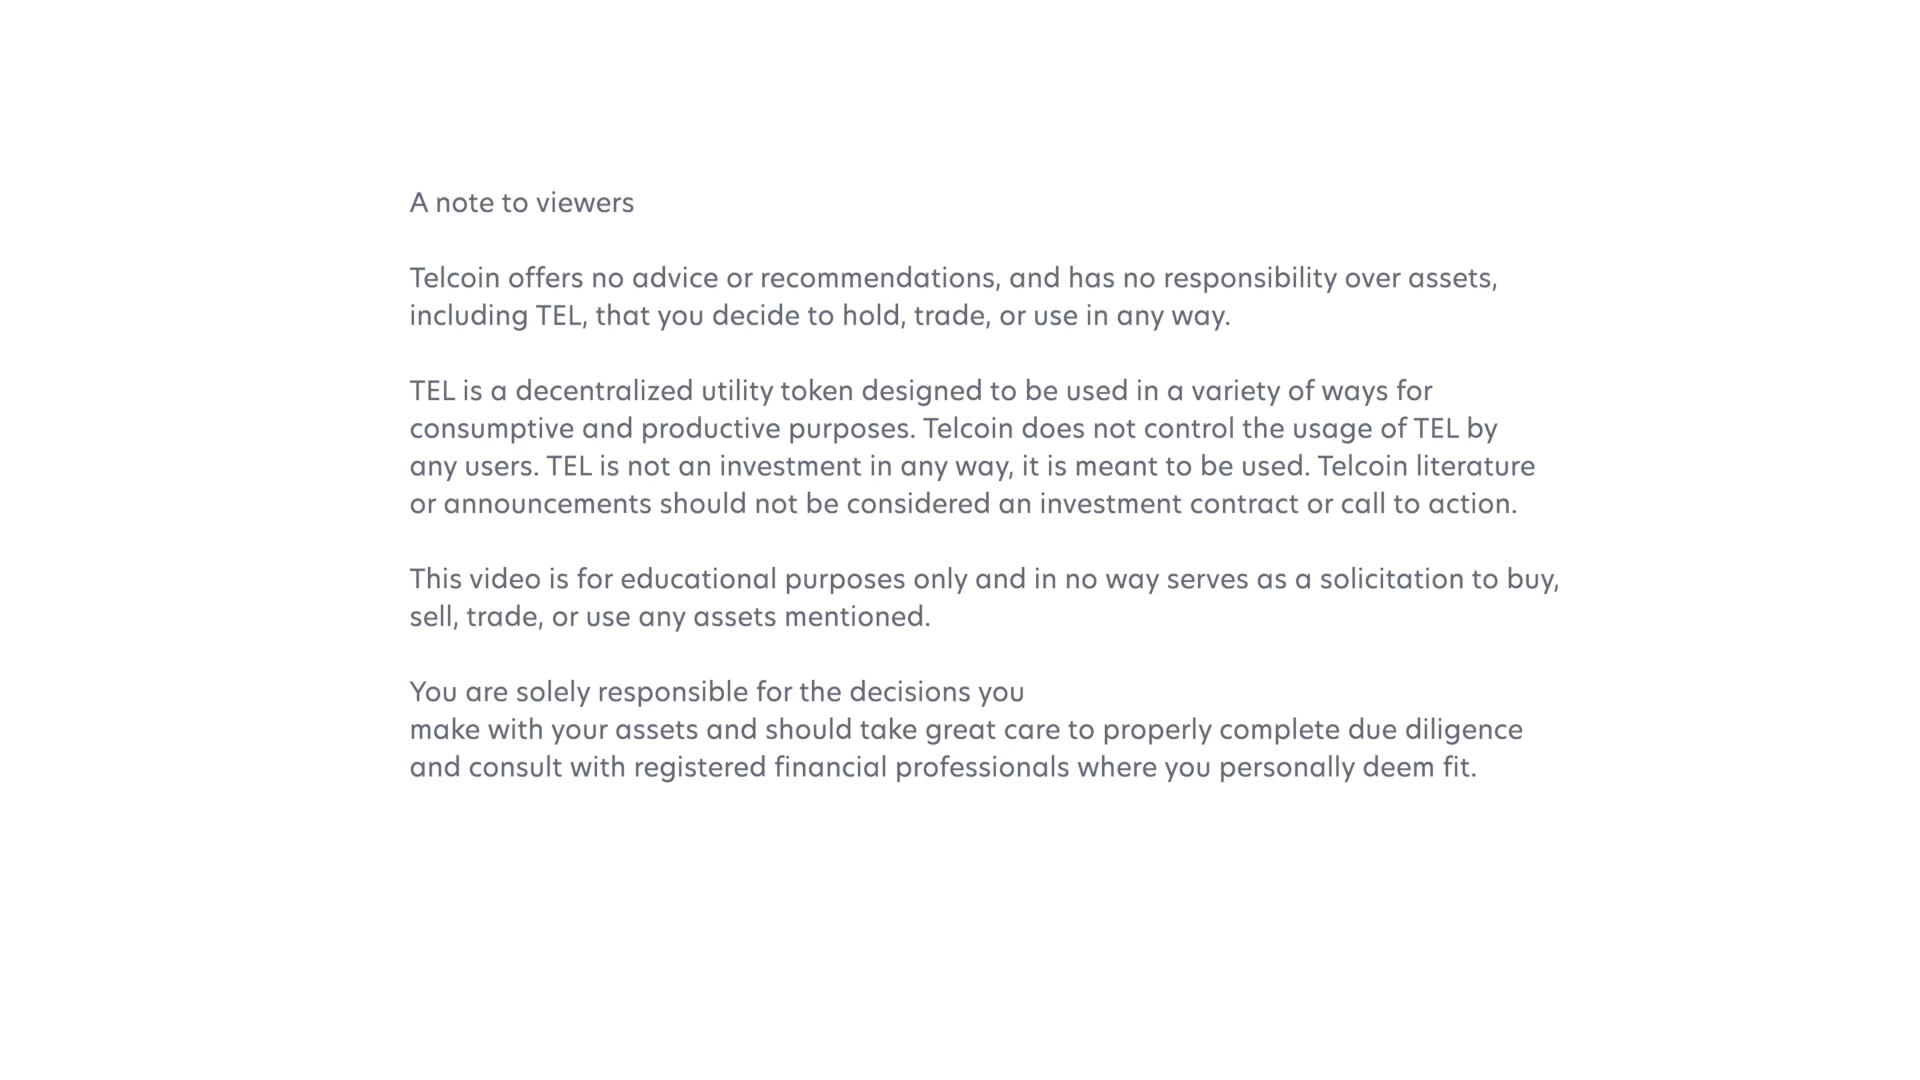 A note to viewers
Telcoin offers no advice or recommendations, and has no responsibility over assets,
including TEL, that you decide to hold, trade, or use in any way.
TEL is a decentralized utility token designed to be used in a variety of ways for
consumptive and productive purposes. Telcoin does not control the usage of TEL by
any users. TEL is not an investment in any way, it is meant to be used. Telcoin literature
or announcements should not be considered an investment contract or call to action.
This video is for educational purposes only and in no way serves as a solicitation to buy,
sell, trade, or use any assets mentioned.
You are solely responsible for the decisions you
make with your assets and should take great care to properly complete due diligence
and consult with registered financial professionals where you personally deem fit.